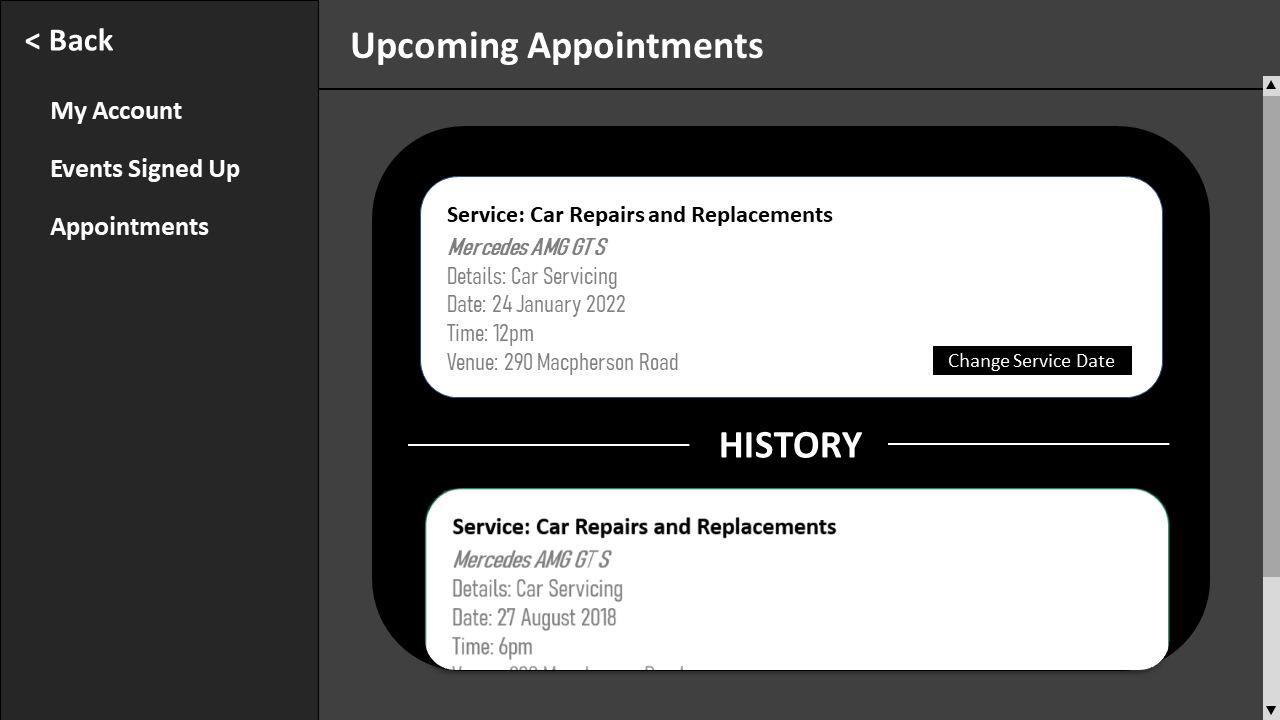 < Back
My Account
Events Signed Up
Appointments
Upcoming Appointments
Service: Car Repairs and Replacements
Mercedes AMG GT S
Details: Car Servicing
Date: 24 January 2022
Time: 12pm
Venue: 290 Macpherson Road
Change Service Date
HISTORY
Service: Car Repairs and Replacements
Mercedes AMG GT S
Details: Car Servicing
Date: 27 August 2018
Time: 6pm